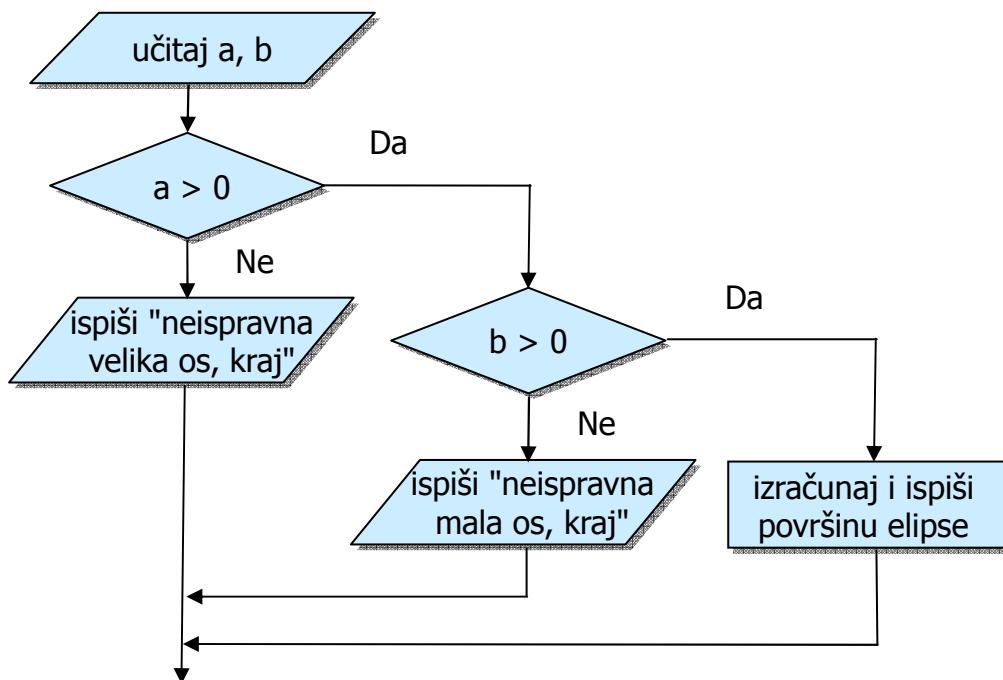 učitaj a, b
Da
a > 0
Ne
ispiši "neispravna
velika os, kraj"
Da
b > 0
Ne
ispiši "neispravna
mala os, kraj"
izračunaj i ispiši
površinu elipse